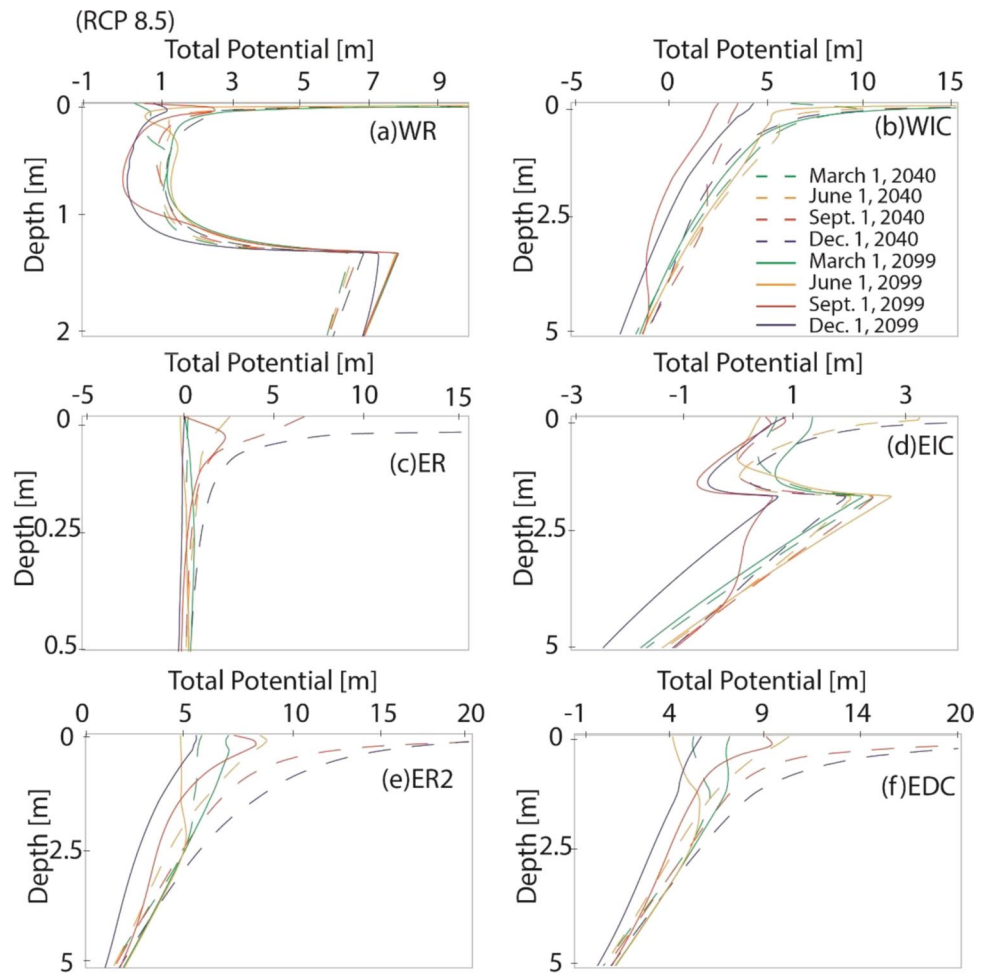 (RCP 8.5)
Total Potential [m]
-1 1 3 5 7 9
Depth [m]
0
1
2
(a)WR
Total Potential [m]
-5 0 5 10 15
Depth [m]
0
2.5
5
(b)WIC
March 1, 2040
June 1, 2040
Sept. 1, 2040
Dec. 1, 2040
March 1, 2099
June 1, 2099
Sept. 1, 2099
Dec. 1, 2099
Total Potential [m]
-5 0 5 10 15
Depth [m]
0
0.25
0.5
(c)ER
Total Potential [m]
-3 -1 1 3
Depth [m]
0
2.5
5
(d)EIC
Total Potential [m]
0 5 10 15 20
Depth [m]
0
2.5
5
(e)ER2
Total Potential [m]
-1 4 9 14 20
Depth [m]
0
2.5
5
(f)EDC